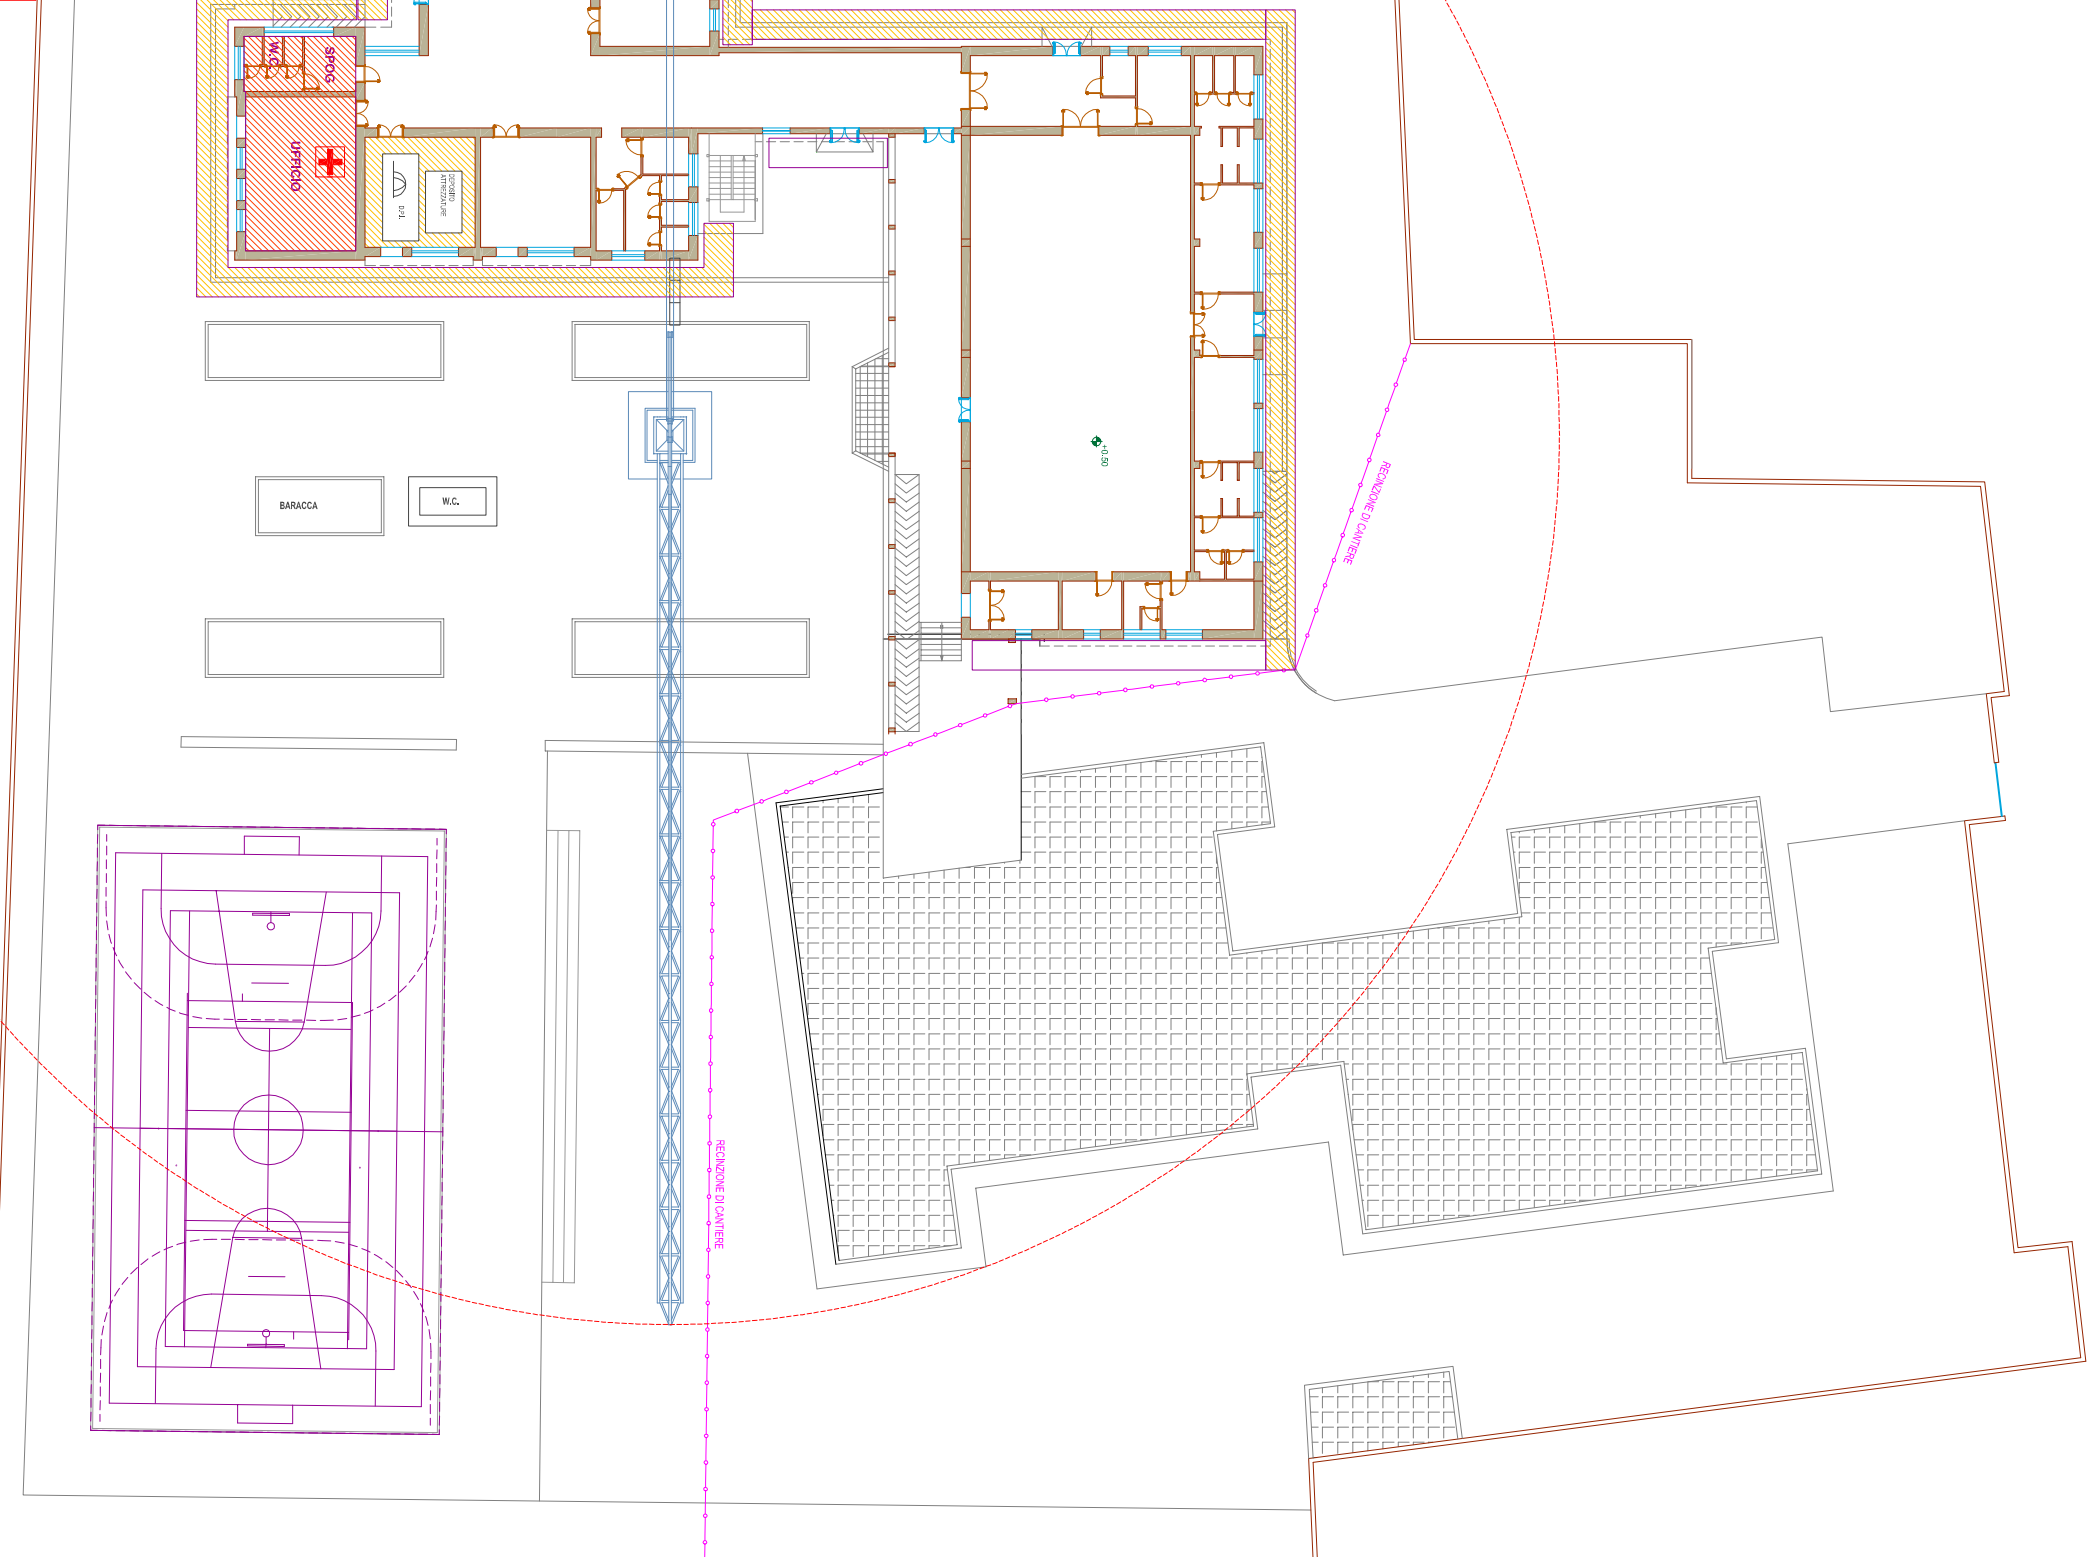 W.C.
SPOG
UFFICIO
D.P.I.
DEPOSITO
ATTREZZATURE
+0.50
BARACCA
W.C.
RECINZIONE DI CANTIERE
RECINZIONE DI CANTIERE